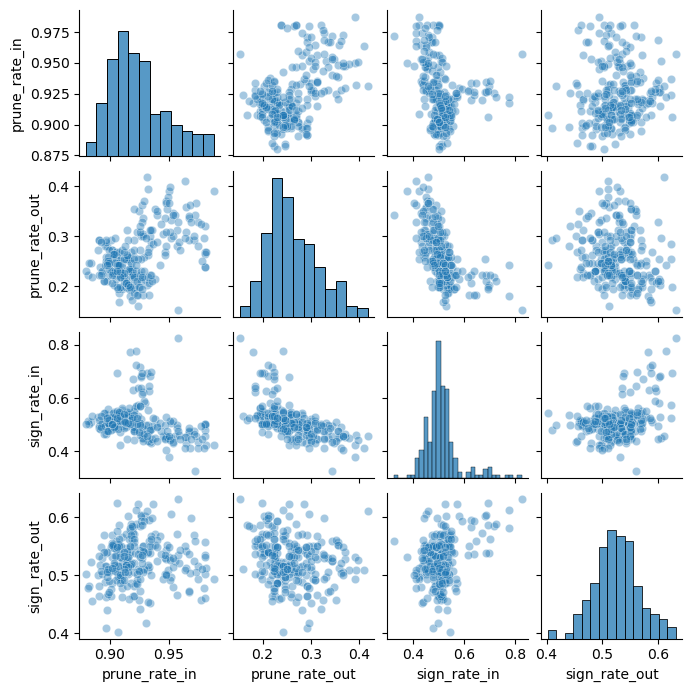 prune_rate_in
0.975
0.950
0.925
0.900
0.875
prune_rate_out
0.4
0.3
0.2
sign_rate_in
0.8
0.6
0.4
sign_rate_out
0.6
0.5
0.4
0.90 0.95
prune_rate_in
0.2 0.3 0.4
prune_rate_out
0.4 0.6 0.8
sign_rate_in
0.4 0.5 0.6
sign_rate_out